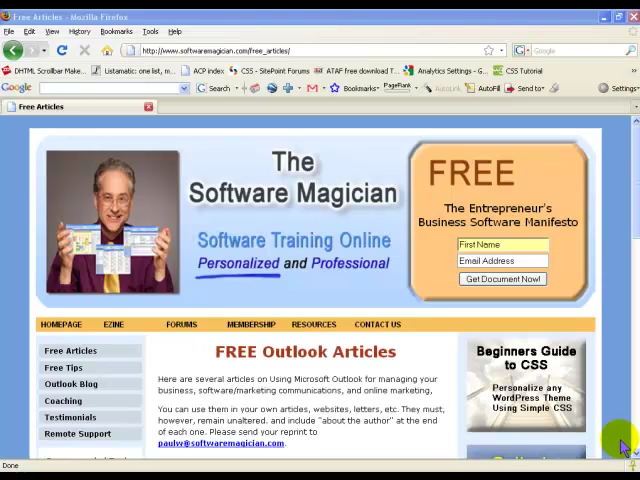 Free Articles - Mozilla Firefox
File Edit View History Bookmarks Tools Help
http://www.softwaremagician.com/free_articles/
Google
DHTML Scrollbar Make... Listamatic: one list, m... ACP index CSS - SitePoint Forums ATAF free download T... Analytics Settings - G... CSS Tutorial
Google Search Bookmarks PageRank AutoLink AutoFill Send to Settings
Free Articles
The
Software Magician
Software Training Online
Personalized and Professional
FREE
The Entrepreneur's
Business Software Manifesto
First Name
Email Address
Get Document Now!
HOMEPAGE EZINE FORUMS MEMBERSHIP RESOURCES CONTACT US
Free Articles
Free Tips
Outlook Blog
Coaching
Testimonials
Remote Support
FREE Outlook Articles
Here are several articles on Using Microsoft Outlook for managing your
business, software/marketing communications, and online marketing,
You can use them in your own articles, websites, letters, etc. They must,
however, remain unaltered, and include "about the author" at the end
of each one. Please send your reprint to
paulw@softwaremagician.com.
Beginners Guide
to CSS
Personalize any
WordPress Theme
Using Simple CSS
Done